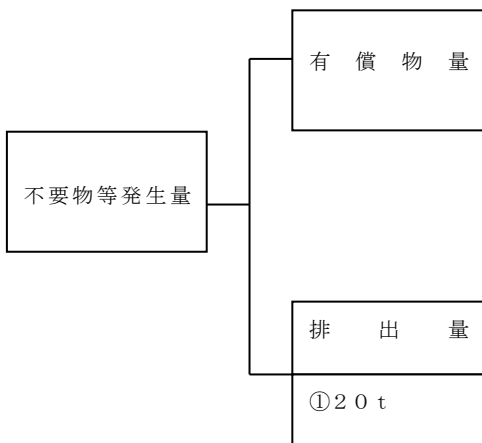 有償物量
不要物等発生量
排出量
①２０ｔ